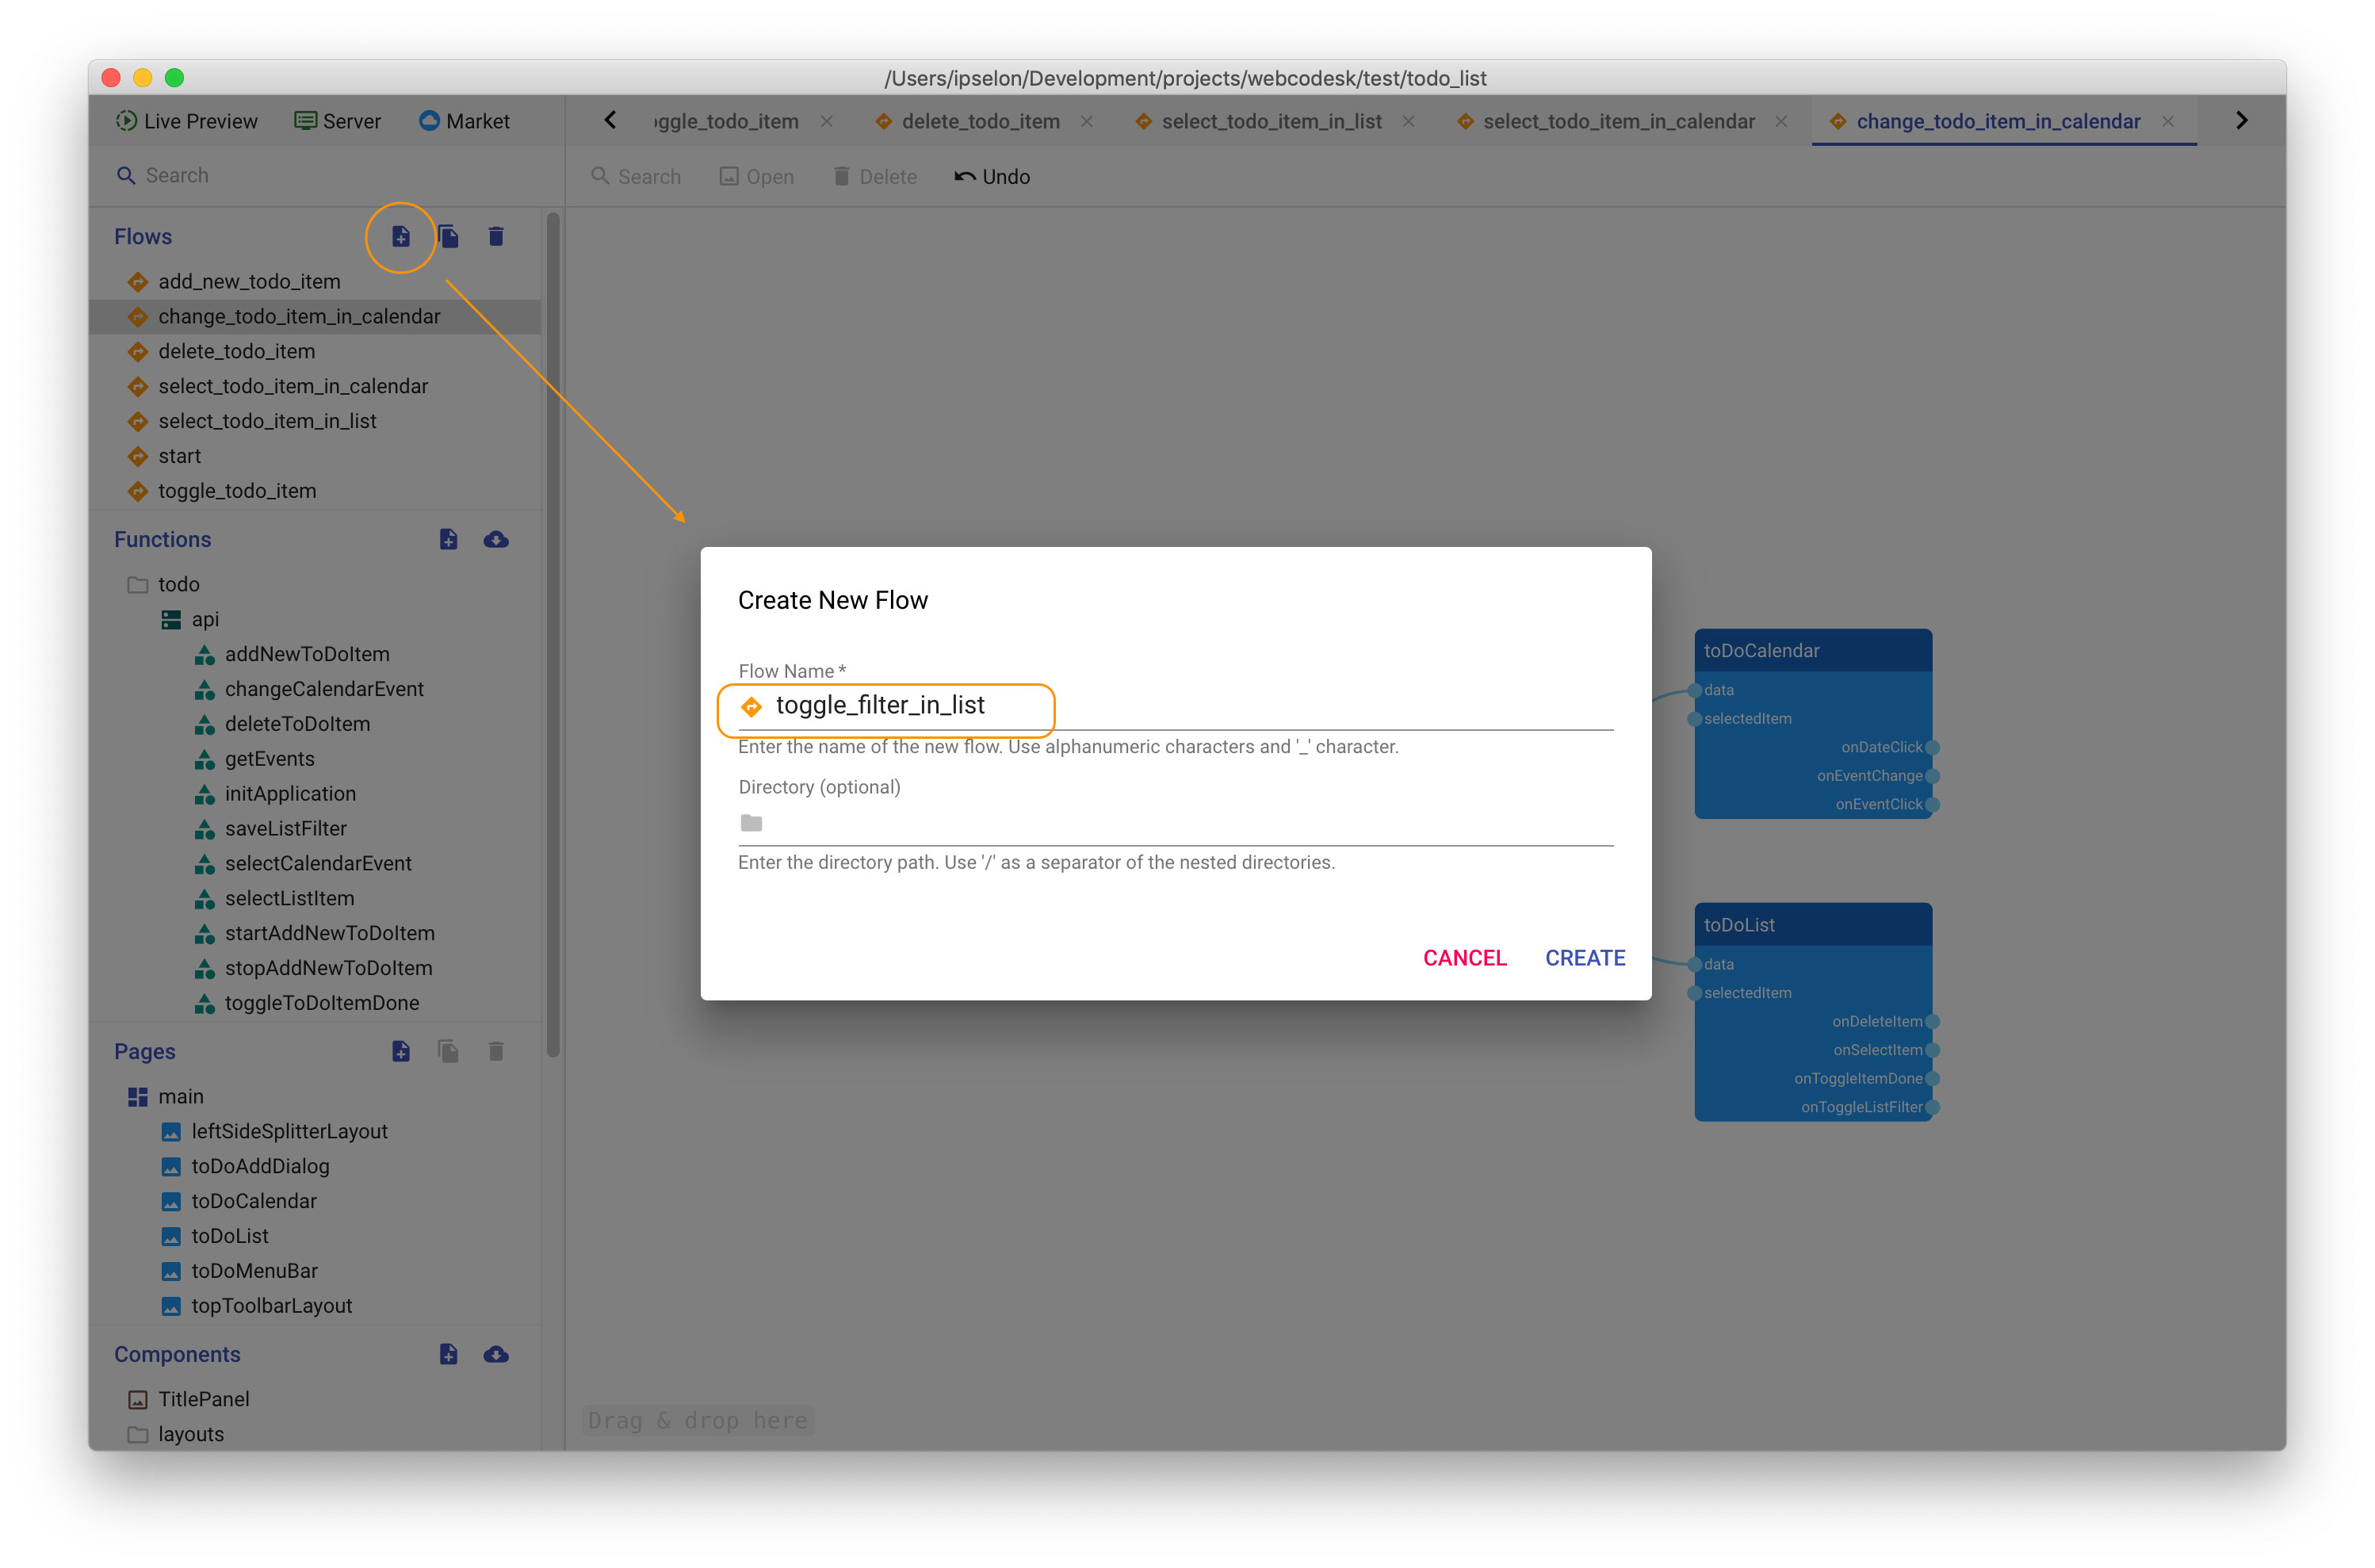 /Users/ipselon/Development/projects/webcodesk/test/todo_list
Live Preview Server Market
oggle_todo_item delete_todo_item select_todo_item_in_list select_todo_item_in_calendar change_todo_item_in_calendar
Search
Search Open Delete Undo
Flows
add_new_todo_item
change_todo_item_in_calendar
delete_todo_item
select_todo_item_in_calendar
select_todo_item_in_list
start
toggle_todo_item
Functions
todo
api
addNewToDoItem
changeCalendarEvent
deleteToDoItem
getEvents
initApplication
saveListFilter
selectCalendarEvent
selectListItem
startAddNewToDoItem
stopAddNewToDoItem
toggleToDoItemDone
Pages
main
leftSideSplitterLayout
toDoAddDialog
toDoCalendar
toDoList
toDoMenuBar
topToolbarLayout
Components
TitlePanel
layouts
Create New Flow
Flow Name *
toggle_filter_in_list
Enter the name of the new flow. Use alphanumeric characters and '_' character.
Directory (optional)
Enter the directory path. Use '/' as a separator of the nested directories.
CANCEL CREATE
toDoCalendar
data
selectedItem
onDateClick
onEventChange
onEventClick
toDoList
data
selectedItem
onDeleteItem
onSelectItem
onToggleItemDone
onToggleListFilter
Drag & drop here